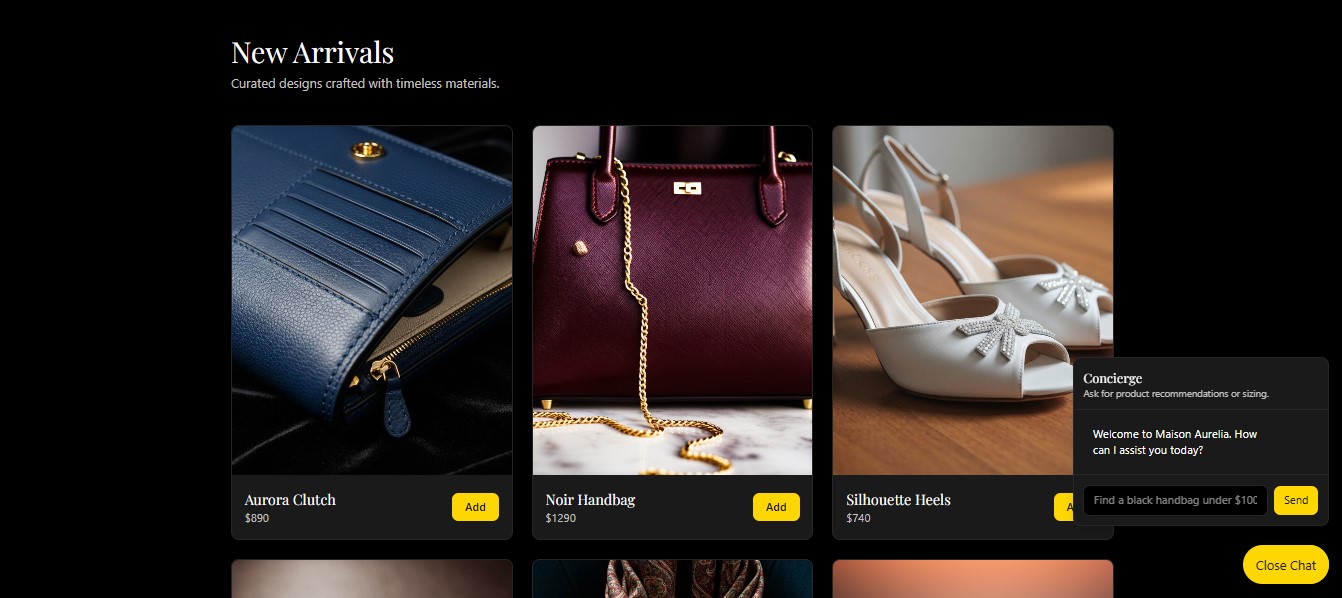 New Arrivals
Curated designs crafted with timeless materials.
Aurora Clutch
$890
Add
Noir Handbag
$1290
Add
Silhouette Heels
$740
Concierge
Ask for product recommendations or sizing.
Welcome to Maison Aurelia. How
can I assist you today?
Find a black handbag under $100
Send
Close Chat